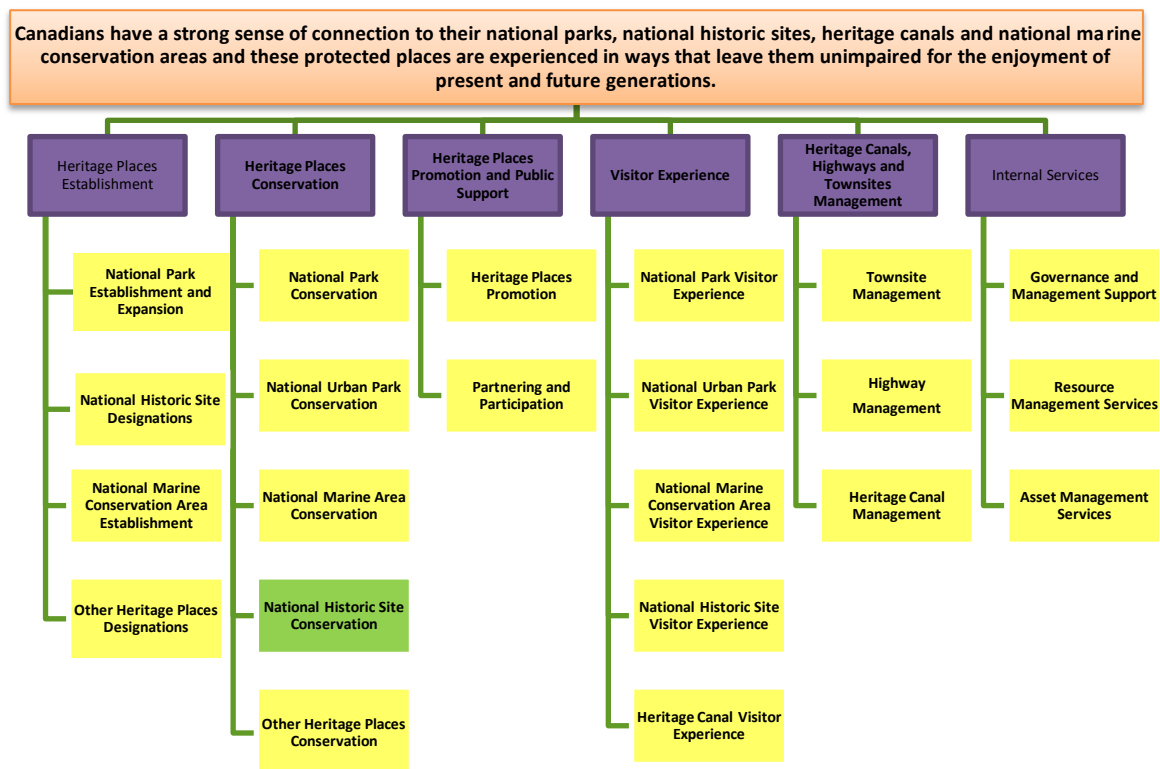 Canadians have a strong sense of connection to their national parks, national historic sites, heritage canals and national marine
conservation areas and these protected places are experienced in ways that leave them unimpaired for the enjoyment of
present and future generations.
Heritage Places
Establishment
National Park
Establishment and
Expansion
National Historic Site
Designations
National Marine
Conservation Area
Establishment
Other Heritage Places
Designations
Heritage Places
Conservation
National Park
Conservation
National Urban Park
Conservation
National Marine Area
Conservation
National Historic Site
Conservation
Other Heritage Places
Conservation
Heritage Places
Promotion and Public
Support
Heritage Places
Promotion
Partnering and
Participation
Visitor Experience
National Park Visitor
Experience
National Urban Park
Visitor Experience
National Marine
Conservation Area
Visitor Experience
National Historic Site
Visitor Experience
Heritage Canal Visitor
Experience
Heritage Canals,
Highways and
Townsites
Management
Townsite
Management
Highway
Management
Heritage Canal
Management
Internal Services
Governance and
Management Support
Resource
Management Services
Asset Management
Services